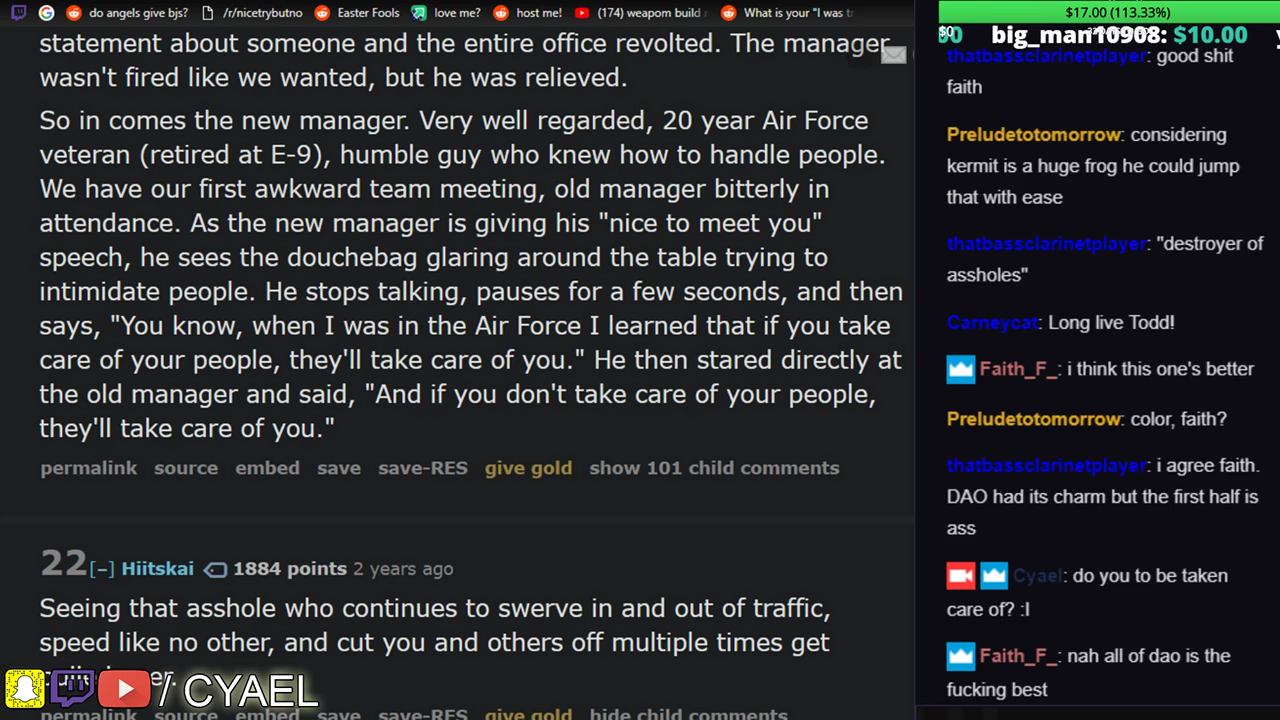 do angels give bjs?
/r/nicetrybutno
Easter Fools
love me?
host me!
(174) weapom build
What is your "I was tr
statement about someone and the entire office revolted. The manager
wasn't fired like we wanted, but he was relieved.
So in comes the new manager. Very well regarded, 20 year Air Force
veteran (retired at E-9), humble guy who knew how to handle people.
We have our first awkward team meeting, old manager bitterly in
attendance. As the new manager is giving his "nice to meet you"
speech, he sees the douchebag glaring around the table trying to
intimidate people. He stops talking, pauses for a few seconds, and then
says, "You know, when I was in the Air Force I learned that if you take
care of your people, they'll take care of you." He then stared directly at
the old manager and said, "And if you don't take care of your people,
they'll take care of you."
permalink source embed save save-RES give gold show 101 child comments
22 [–] Hiitskai 1884 points 2 years ago
Seeing that asshole who continues to swerve in and out of traffic,
speed like no other, and cut you and others off multiple times get
permalink source embed save save-RES give gold hide child comments
/ CYAEL
$17.00 (113.33%)
$0
big_man10908: $10.00
thatbassclarinetplayer: good shit
faith
Preludetotomorrow: considering
kermit is a huge frog he could jump
that with ease
thatbassclarinetplayer: "destroyer of
assholes"
Carneycat: Long live Todd!
Faith_F_: i think this one's better
Preludetotomorrow: color, faith?
thatbassclarinetplayer: i agree faith.
DAO had its charm but the first half is
ass
Cyael: do you to be taken
care of? :l
Faith_F_: nah all of dao is the
fucking best